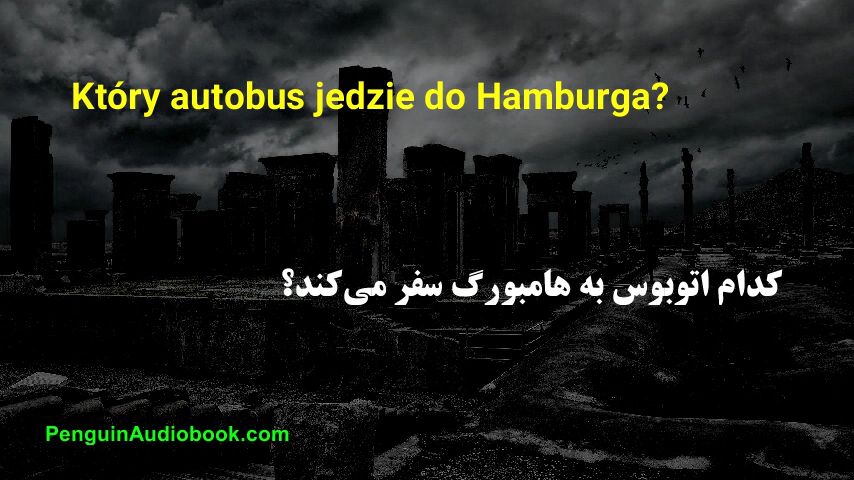 Który autobus jedzie do Hamburga?
کدام اتوبوس به هامبورگ سفر می‌کند؟
PenguinAudiobook.com